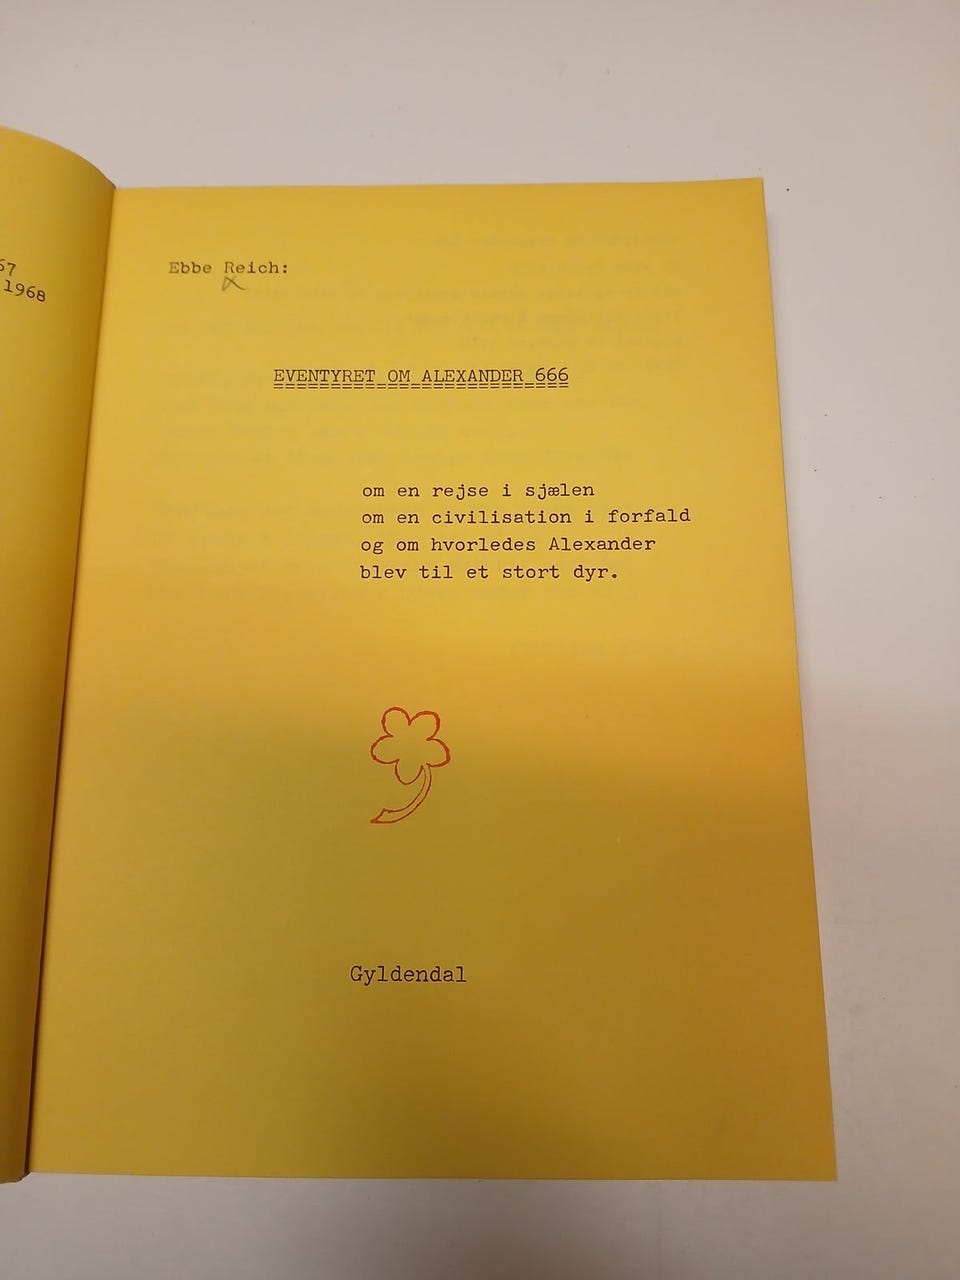 67
1968
Ebbe Reich:
EVENTYRET OM ALEXANDER 666
om en rejse i sjælen
om en civilisation i forfald
og om hvorledes Alexander
blev til et stort dyr.
Gyldendal